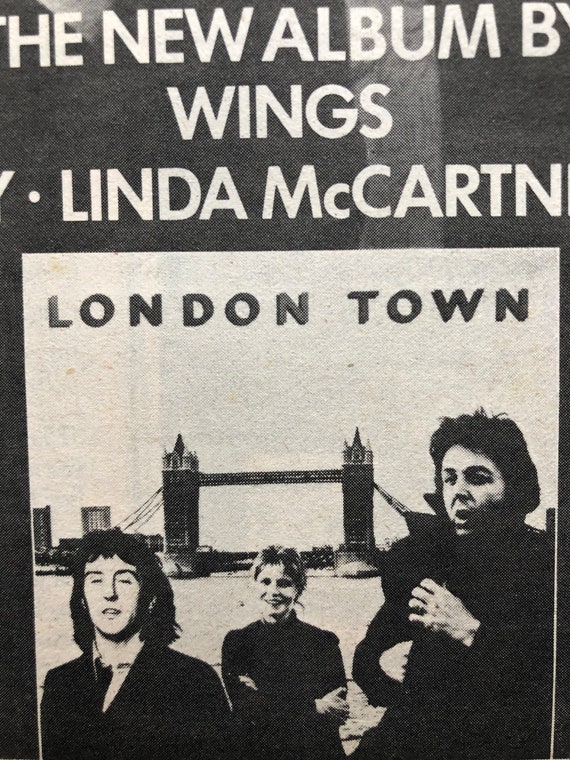 THE NEW ALBUM BY
WINGS
Y · LINDA McCARTN
LONDON TOWN